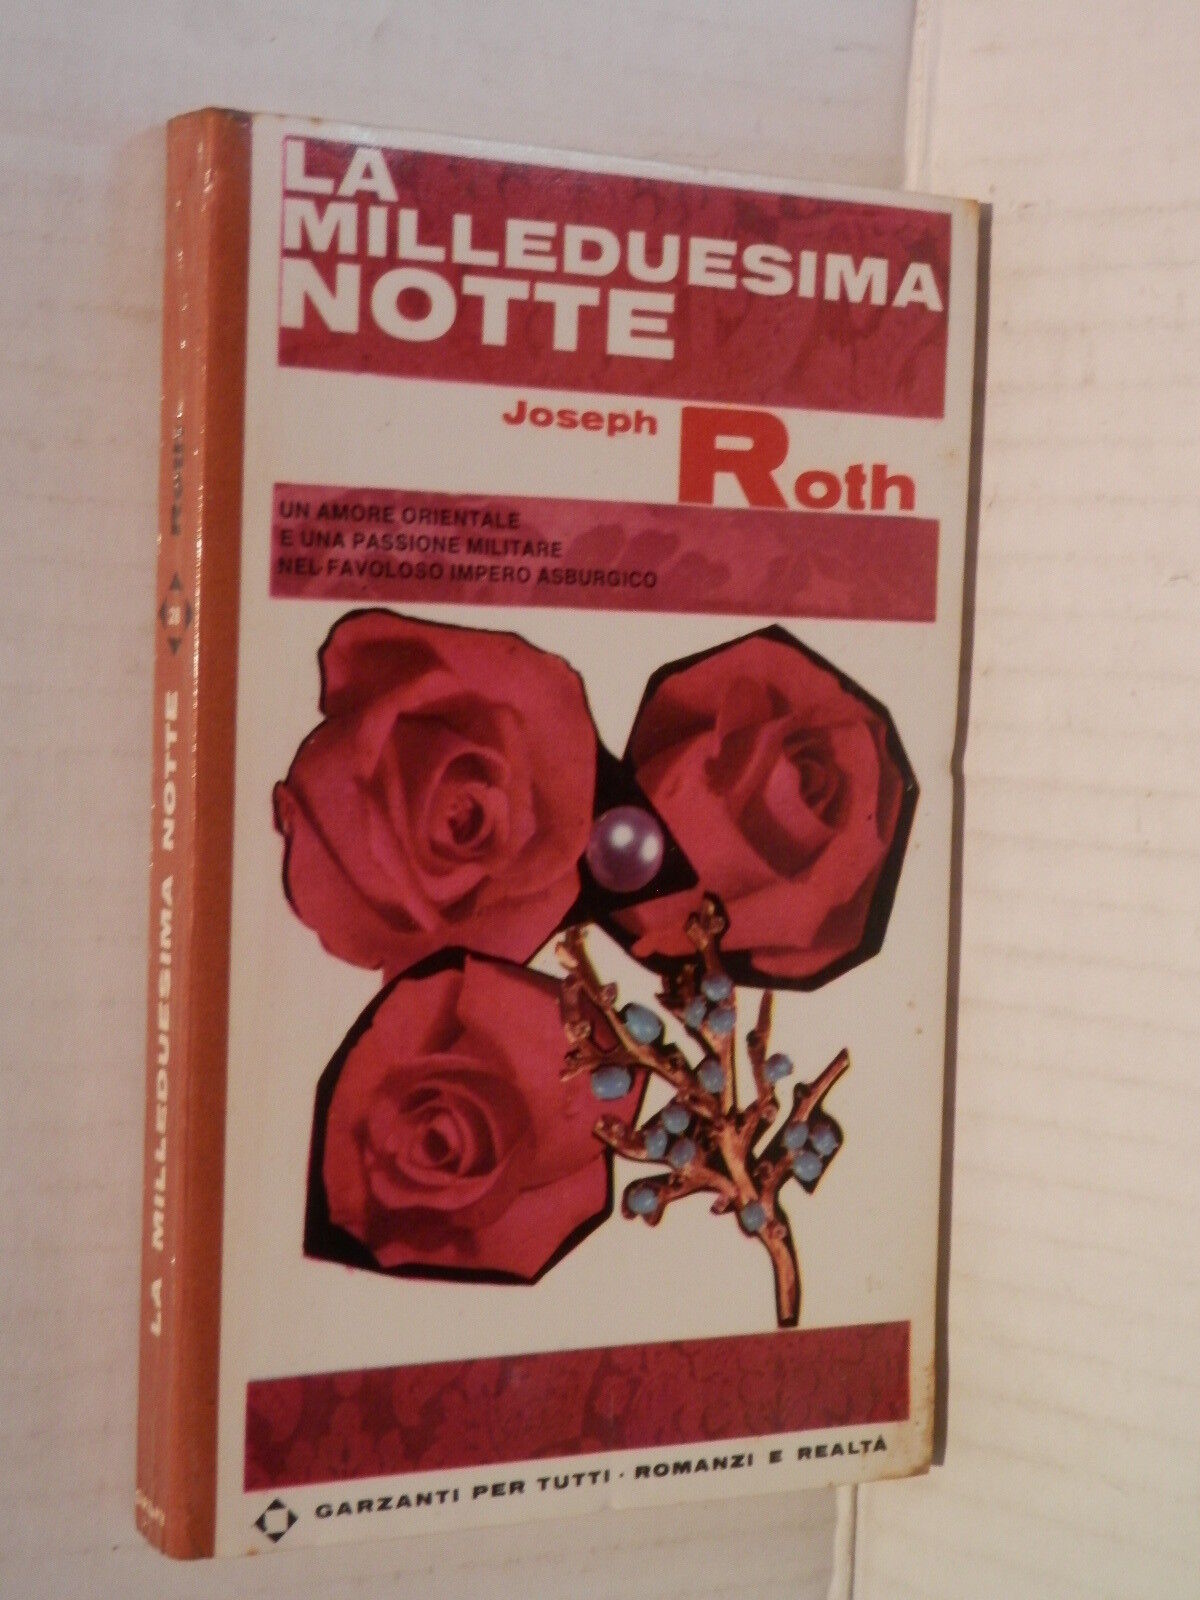 LA
MILLEDUESIMA
NOTTE
Joseph Roth
UN AMORE ORIENTALE
E UNA PASSIONE MILITARE
NEL FAVOLOSO IMPERO ASBURGICO
GARZANTI PER TUTTI · ROMANZI E REALTÀ
LA MILLEDUESIMA NOTTE
Roth